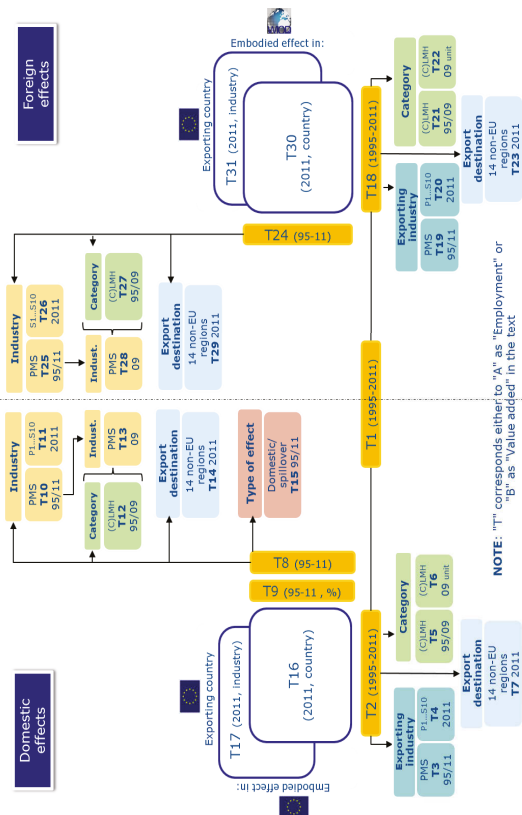 Domestic
effects
Foreign
effects
Embodied effect in:
Exporting country
T17 (2011, industry)
T16
(2011, country)
T9 (95-11 , %)
T8 (95-11)
Industry
PMS
T10
95/11
P1...S10
T11
2011
Category
(C)LMH
T12
95/09
Indust.
PMS
T13
09
Export
destination
14 non-EU
regions
T14 2011
Type of effect
Domestic/
spillover
T15 95/11
Industry
PMS
T25
95/11
S1...S10
T26
2011
Indust.
PMS
T28
09
Category
(C)LMH
T27
95/09
Export
destination
14 non-EU
regions
T29 2011
T24 (95-11)
Embodied effect in:
Exporting country
T31 (2011, industry)
T30
(2011, country)
WIOD
T2 (1995-2011)
T1 (1995-2011)
T18 (1995-2011)
Exporting
industry
PMS
T3
95/11
P1...S10
T4
2011
Category
(C)LMH
T5
95/09
(C)LMH
T6
09 unit
Export
destination
14 non-EU
regions
T7 2011
Exporting
industry
PMS
T19
95/11
P1...S10
T20
2011
Category
(C)LMH
T21
95/09
(C)LMH
T22
09 unit
Export
destination
14 non-EU
regions
T23 2011
NOTE: "T" corresponds either to "A" as "Employment" or
"B" as "Value added" in the text